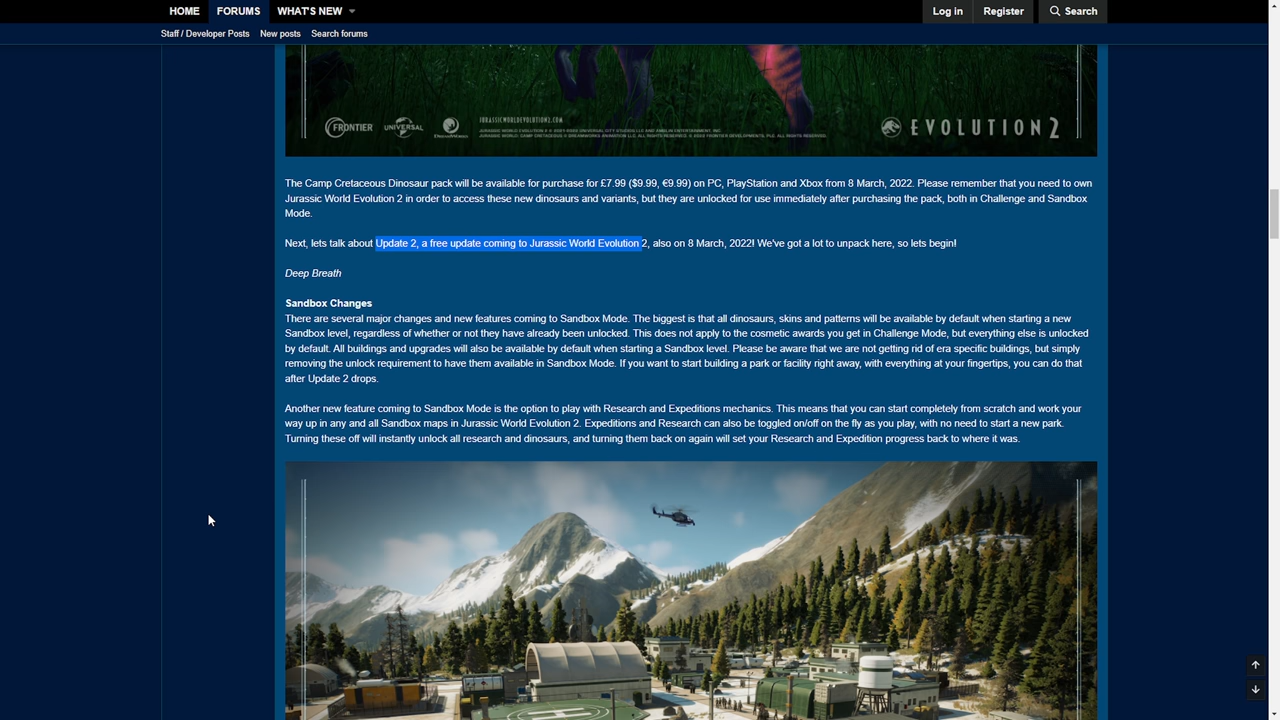 HOME FORUMS WHAT'S NEW Log in Register Search
Staff / Developer Posts New posts Search forums
FRONTIER UNIVERSAL DREAMWORKS JURASSICWORLDEVOLUTION2.COM EVOLUTION 2
The Camp Cretaceous Dinosaur pack will be available for purchase for £7.99 ($9.99, €9.99) on PC, PlayStation and Xbox from 8 March, 2022. Please remember that you need to own
Jurassic World Evolution 2 in order to access these new dinosaurs and variants, but they are unlocked for use immediately after purchasing the pack, both in Challenge and Sandbox
Mode.
Next, lets talk about Update 2, a free update coming to Jurassic World Evolution 2, also on 8 March, 2022! We've got a lot to unpack here, so lets begin!
Deep Breath
Sandbox Changes
There are several major changes and new features coming to Sandbox Mode. The biggest is that all dinosaurs, skins and patterns will be available by default when starting a new
Sandbox level, regardless of whether or not they have already been unlocked. This does not apply to the cosmetic awards you get in Challenge Mode, but everything else is unlocked
by default. All buildings and upgrades will also be available by default when starting a Sandbox level. Please be aware that we are not getting rid of era specific buildings, but simply
removing the unlock requirement to have them available in Sandbox Mode. If you want to start building a park or facility right away, with everything at your fingertips, you can do that
after Update 2 drops.
Another new feature coming to Sandbox Mode is the option to play with Research and Expeditions mechanics. This means that you can start completely from scratch and work your
way up in any and all Sandbox maps in Jurassic World Evolution 2. Expeditions and Research can also be toggled on/off on the fly as you play, with no need to start a new park.
Turning these off will instantly unlock all research and dinosaurs, and turning them back on again will set your Research and Expedition progress back to where it was.
H